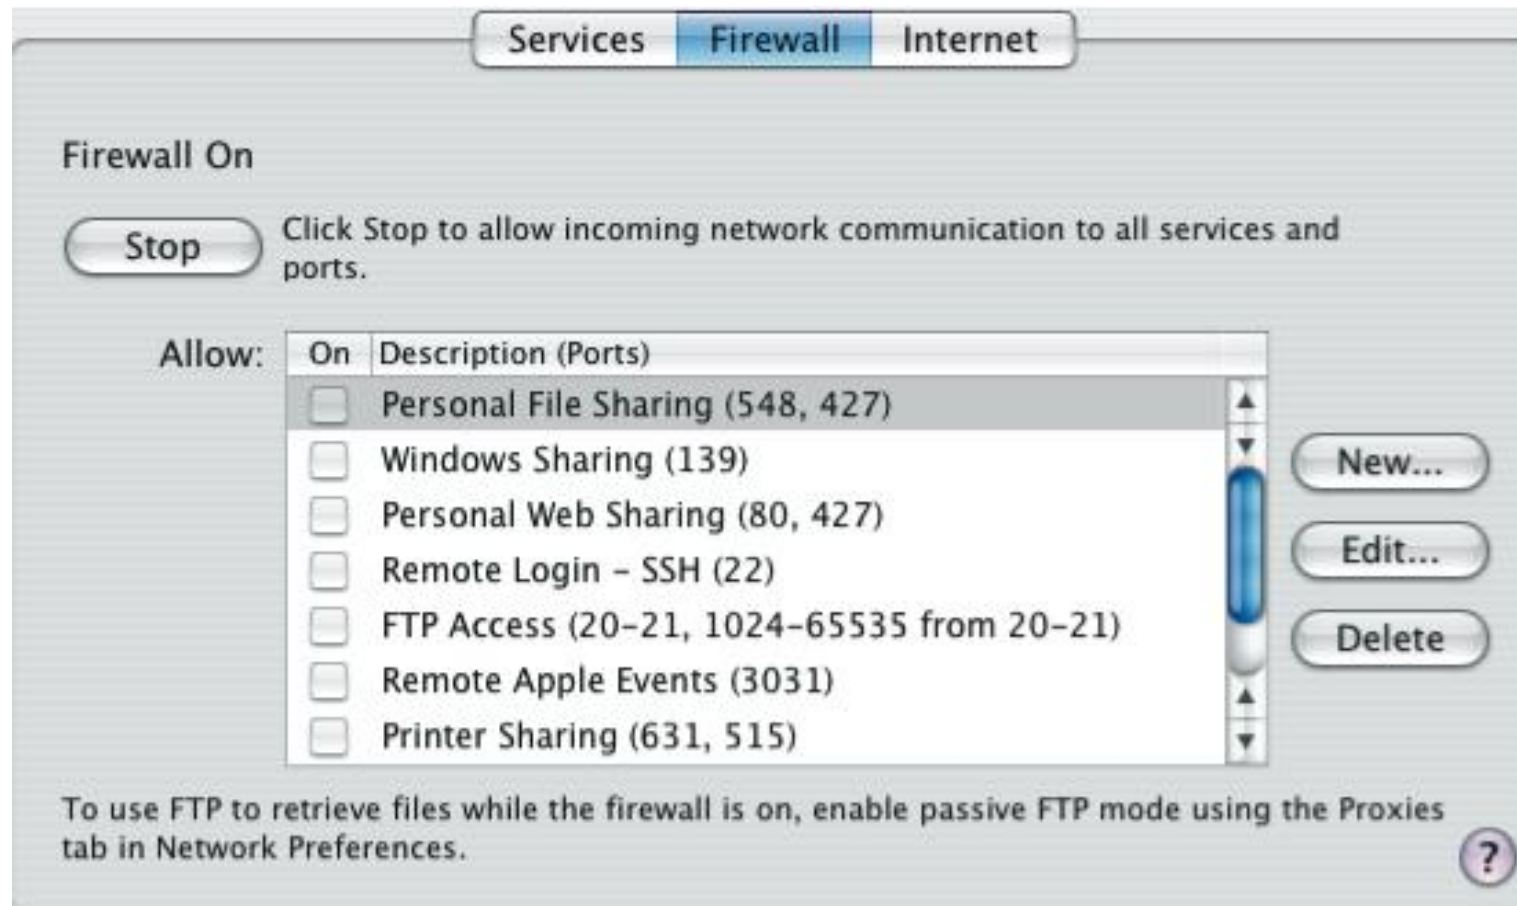 Services Firewall Internet
Firewall On
Stop
Click Stop to allow incoming network communication to all services and
ports.
Allow:
On Description (Ports)
Personal File Sharing (548, 427)
Windows Sharing (139)
Personal Web Sharing (80, 427)
Remote Login – SSH (22)
FTP Access (20–21, 1024–65535 from 20–21)
Remote Apple Events (3031)
Printer Sharing (631, 515)
New...
Edit...
Delete
To use FTP to retrieve files while the firewall is on, enable passive FTP mode using the Proxies
tab in Network Preferences.
?